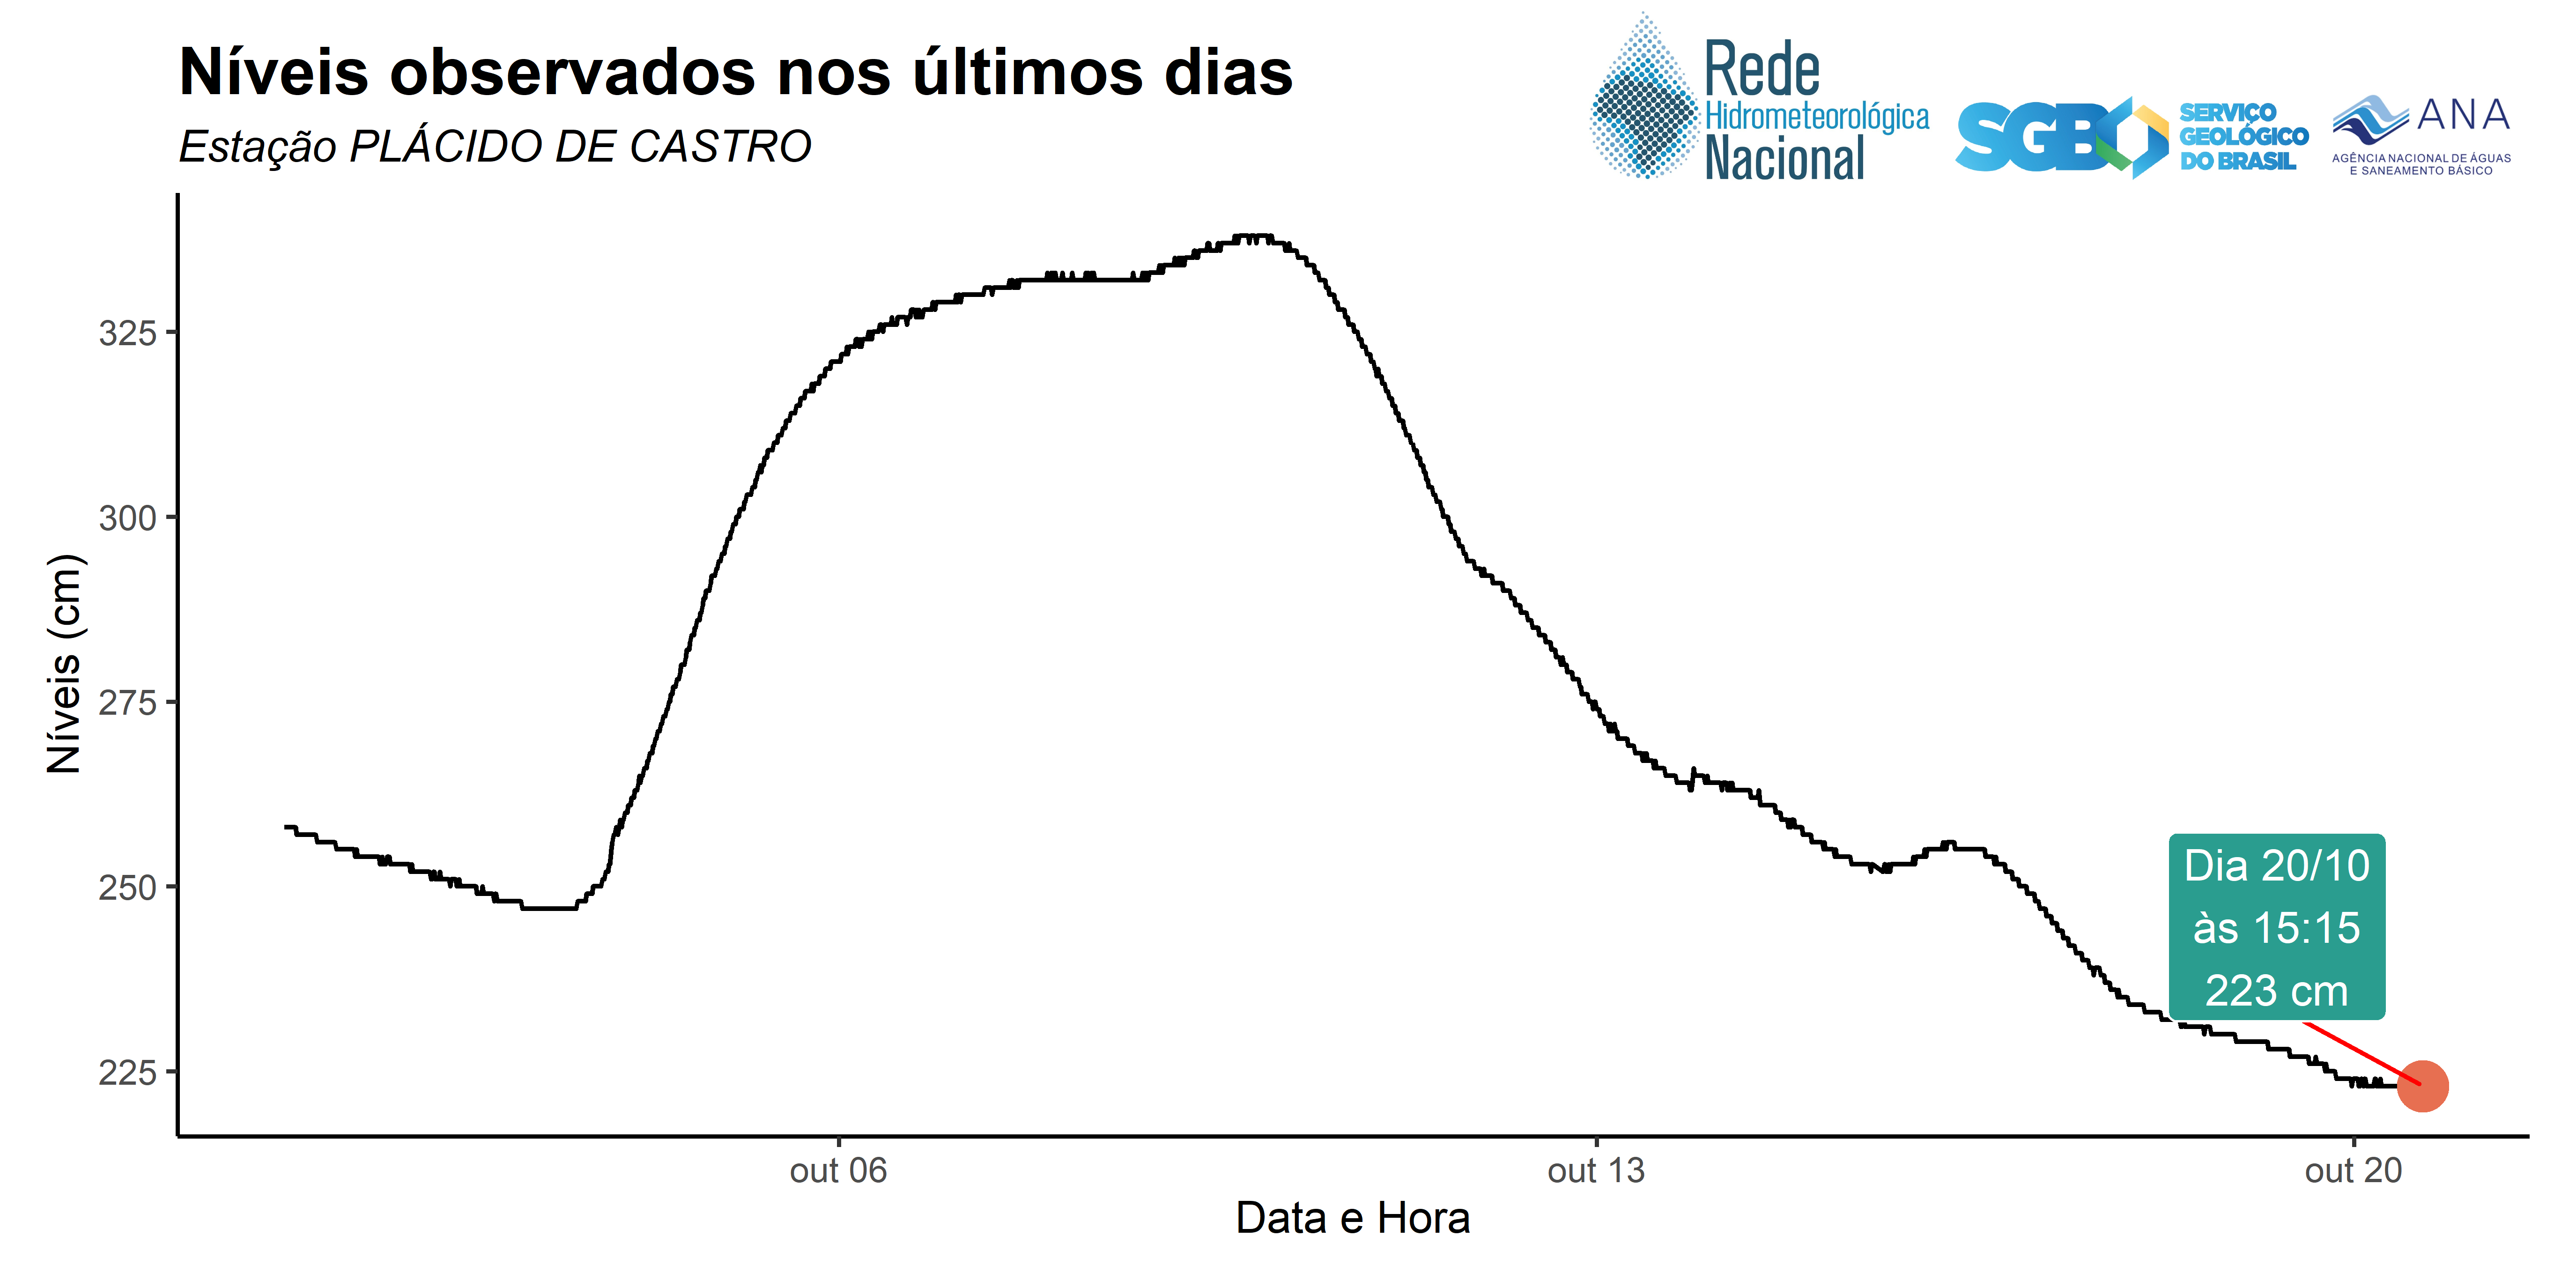 Níveis observados nos últimos dias
Estação PLÁCIDO DE CASTRO
Rede
Hidrometeorológica
Nacional
SGB
SERVIÇO
GEOLÓGICO
DO BRASIL
ANA
AGÊNCIA NACIONAL DE ÁGUAS
E SANEAMENTO BÁSICO
Níveis (cm)
325
300
275
250
225
Dia 20/10
às 15:15
223 cm
out 06
out 13
out 20
Data e Hora